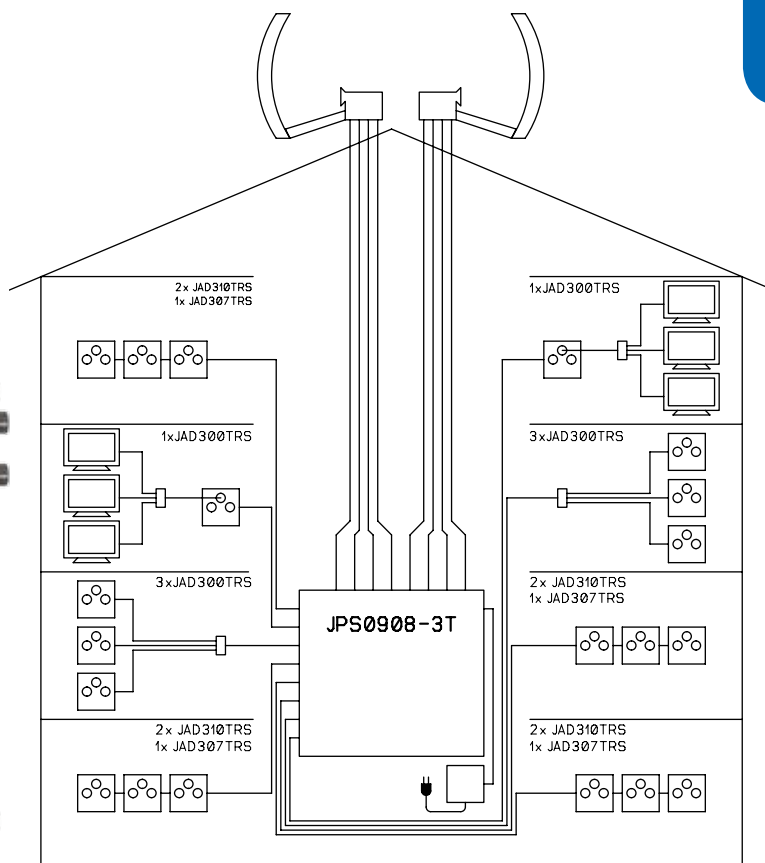 2x JAD310TRS
1x JAD307TRS
1xJAD300TRS
1xJAD300TRS
3xJAD300TRS
3xJAD300TRS
2x JAD310TRS
1x JAD307TRS
JPS0908-3T
2x JAD310TRS
1x JAD307TRS
2x JAD310TRS
1x JAD307TRS